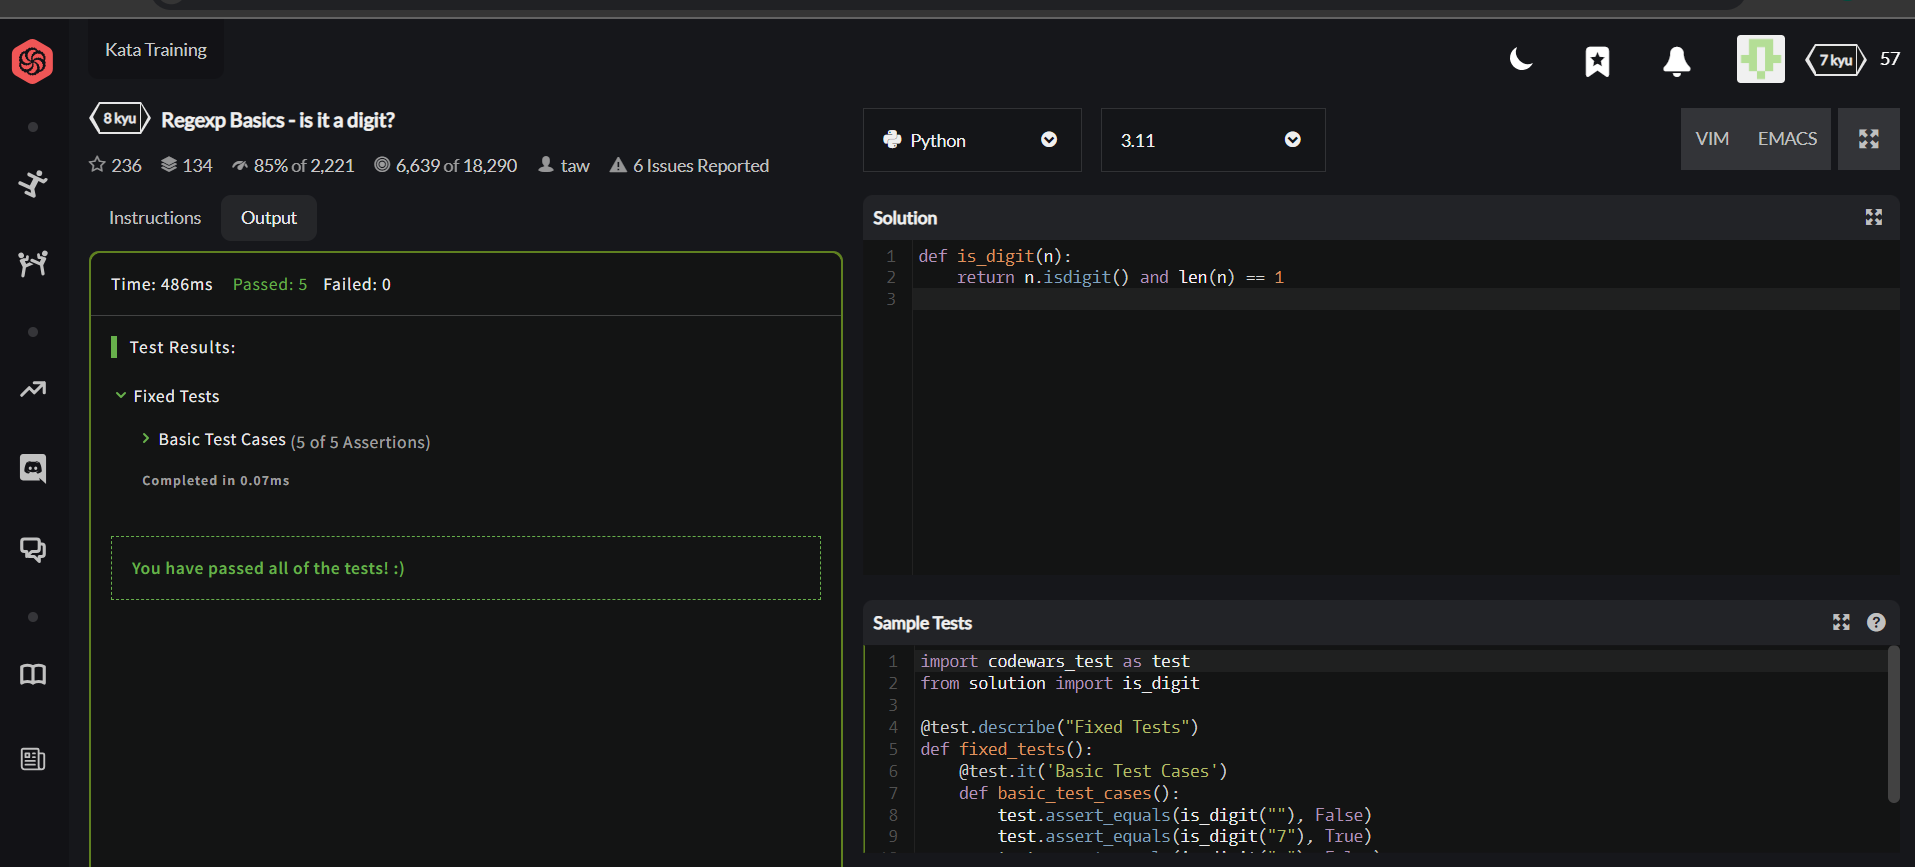 Kata Training
7 kyu 57
8 kyu Regexp Basics - is it a digit?
236 134 85% of 2,221 6,639 of 18,290 taw 6 Issues Reported
Python 3.11 VIM EMACS
Instructions Output
Time: 486ms Passed: 5 Failed: 0
Test Results:
Fixed Tests
Basic Test Cases (5 of 5 Assertions)
Completed in 0.07ms
You have passed all of the tests! :)
Solution
1 def is_digit(n):
2     return n.isdigit() and len(n) == 1
3
Sample Tests ?
1 import codewars_test as test
2 from solution import is_digit
3
4 @test.describe("Fixed Tests")
5 def fixed_tests():
6     @test.it('Basic Test Cases')
7     def basic_test_cases():
8         test.assert_equals(is_digit(""), False)
9         test.assert_equals(is_digit("7"), True)